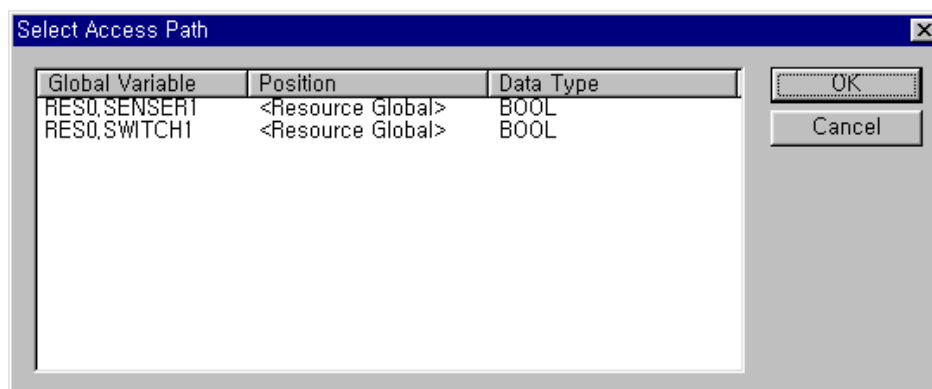 Select Access Path
Global Variable Position Data Type
RES0.SENSER1 <Resource Global> BOOL
RES0.SWITCH1 <Resource Global> BOOL
OK
Cancel